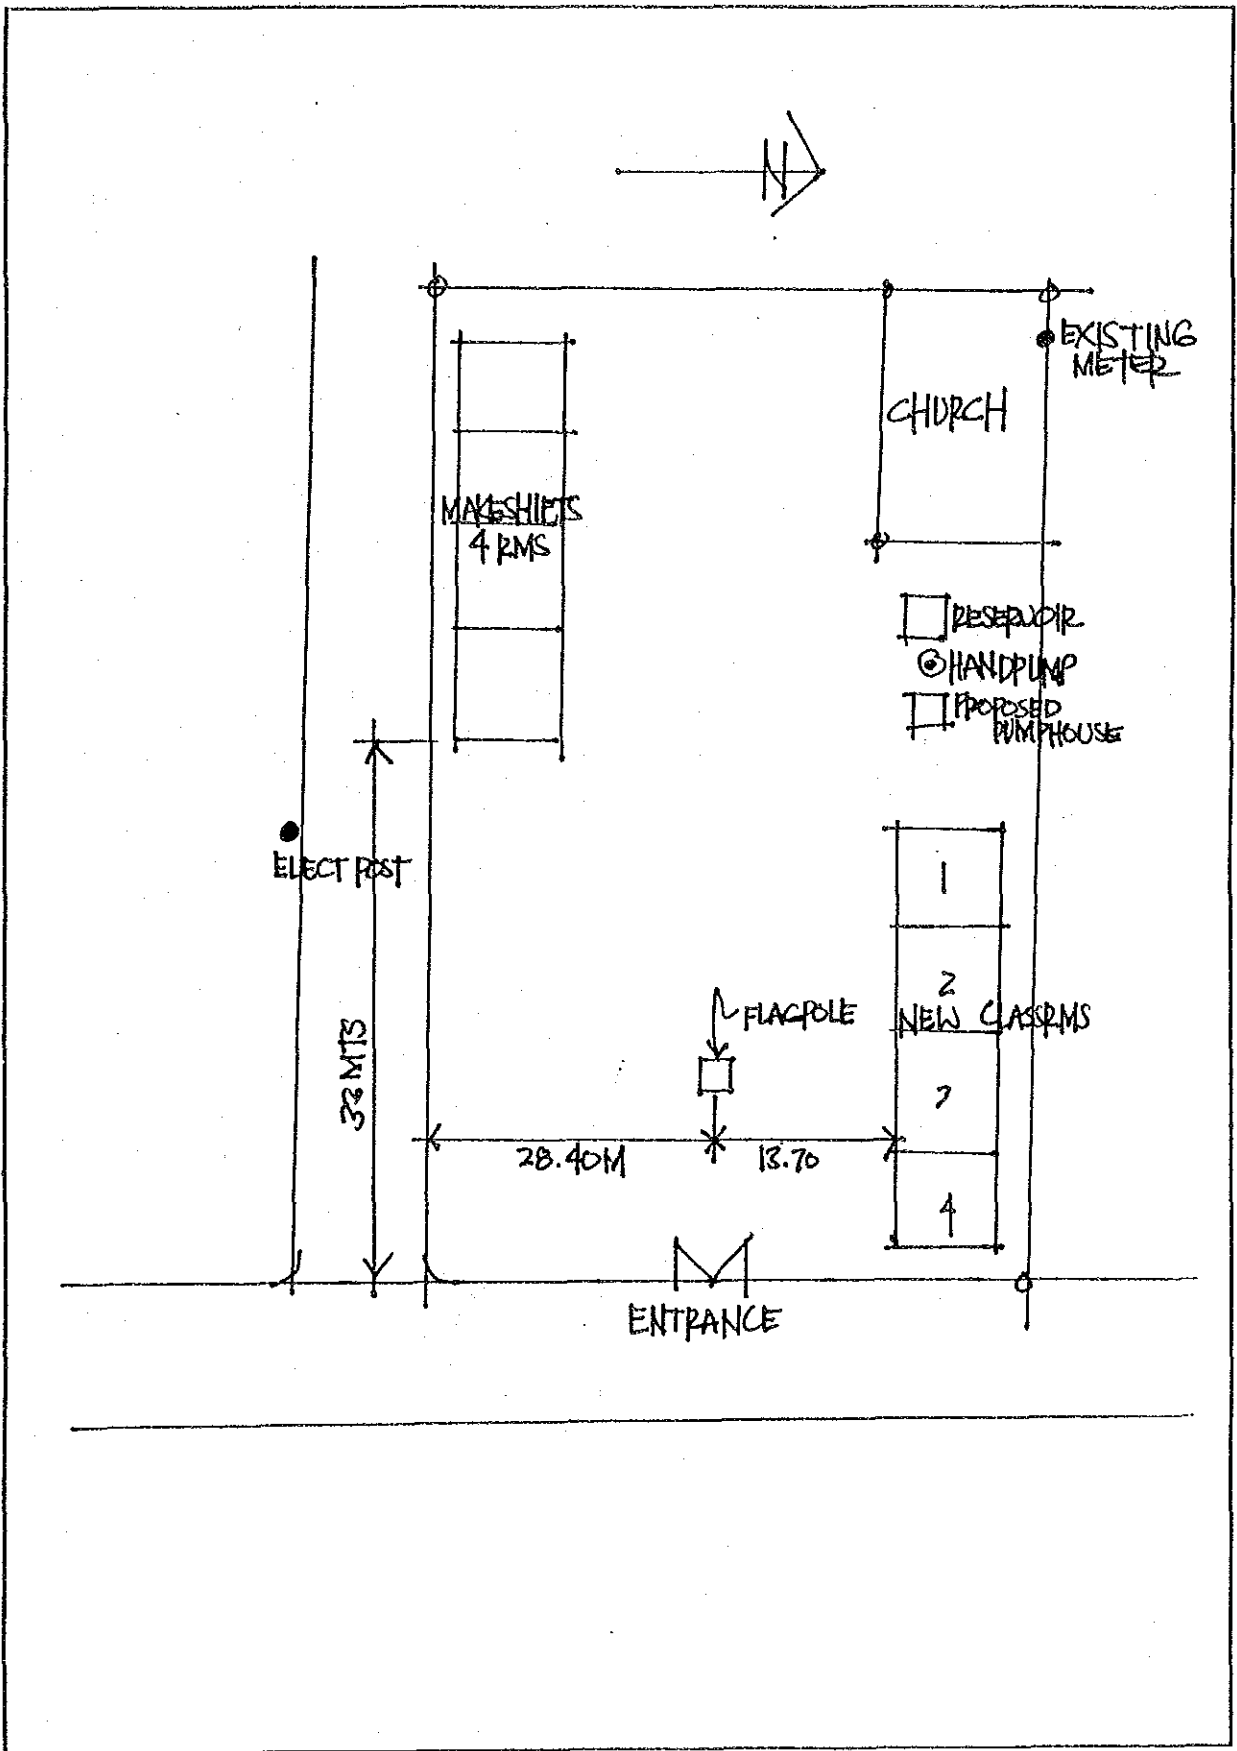 N
EXISTING
METER
CHURCH
MAKESHIFTS
4 RMS
RESERVOIR
HANDPUMP
PROPOSED
PUMPHOUSE
ELECT POST
1
2
FLAGPOLE
NEW CLASSRMS
MTS
3
28.40M
13.70
4
ENTRANCE